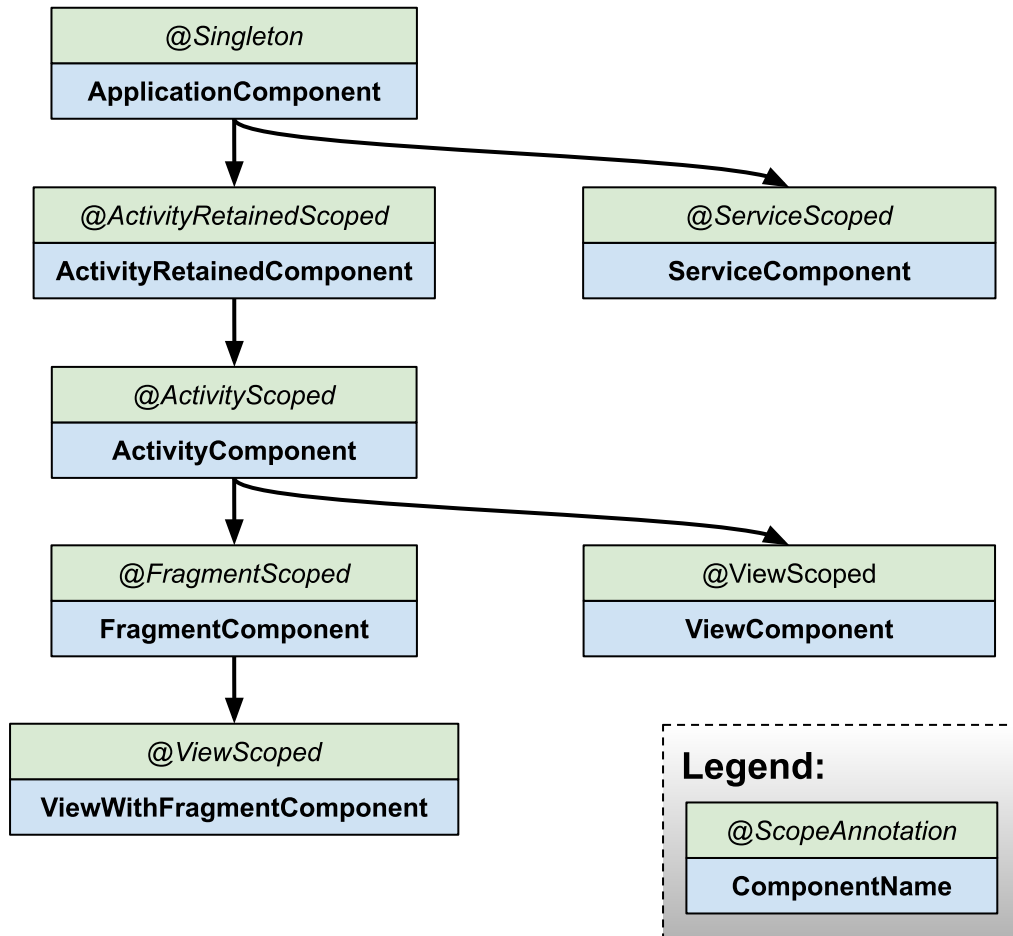 @Singleton
ApplicationComponent
@ActivityRetainedScoped
ActivityRetainedComponent
@ServiceScoped
ServiceComponent
@ActivityScoped
ActivityComponent
@FragmentScoped
FragmentComponent
@ViewScoped
ViewComponent
@ViewScoped
ViewWithFragmentComponent
Legend:
@ScopeAnnotation
ComponentName